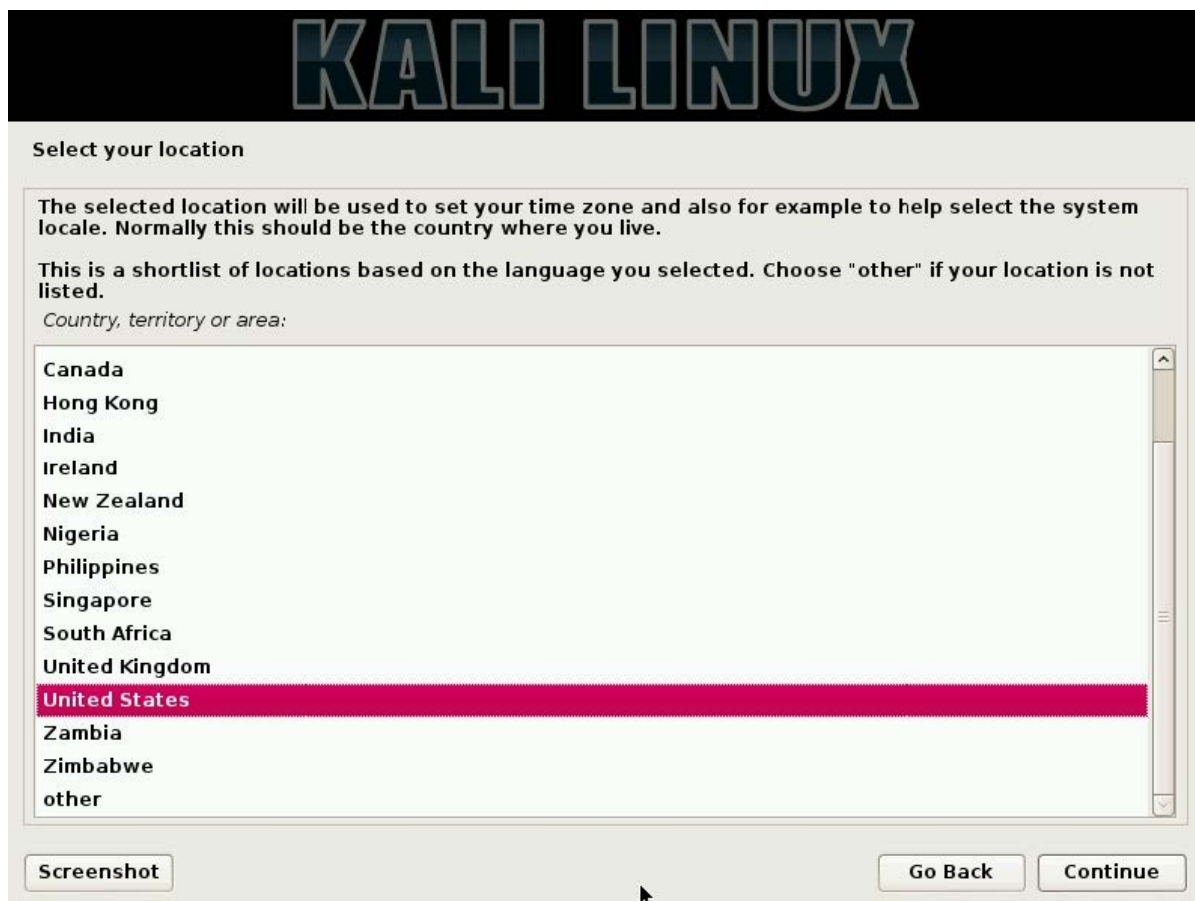 KALI LINUX
Select your location
The selected location will be used to set your time zone and also for example to help select the system
locale. Normally this should be the country where you live.
This is a shortlist of locations based on the language you selected. Choose "other" if your location is not
listed.
Country, territory or area:
Canada
Hong Kong
India
Ireland
New Zealand
Nigeria
Philippines
Singapore
South Africa
United Kingdom
United States
Zambia
Zimbabwe
other
Screenshot
Go Back
Continue